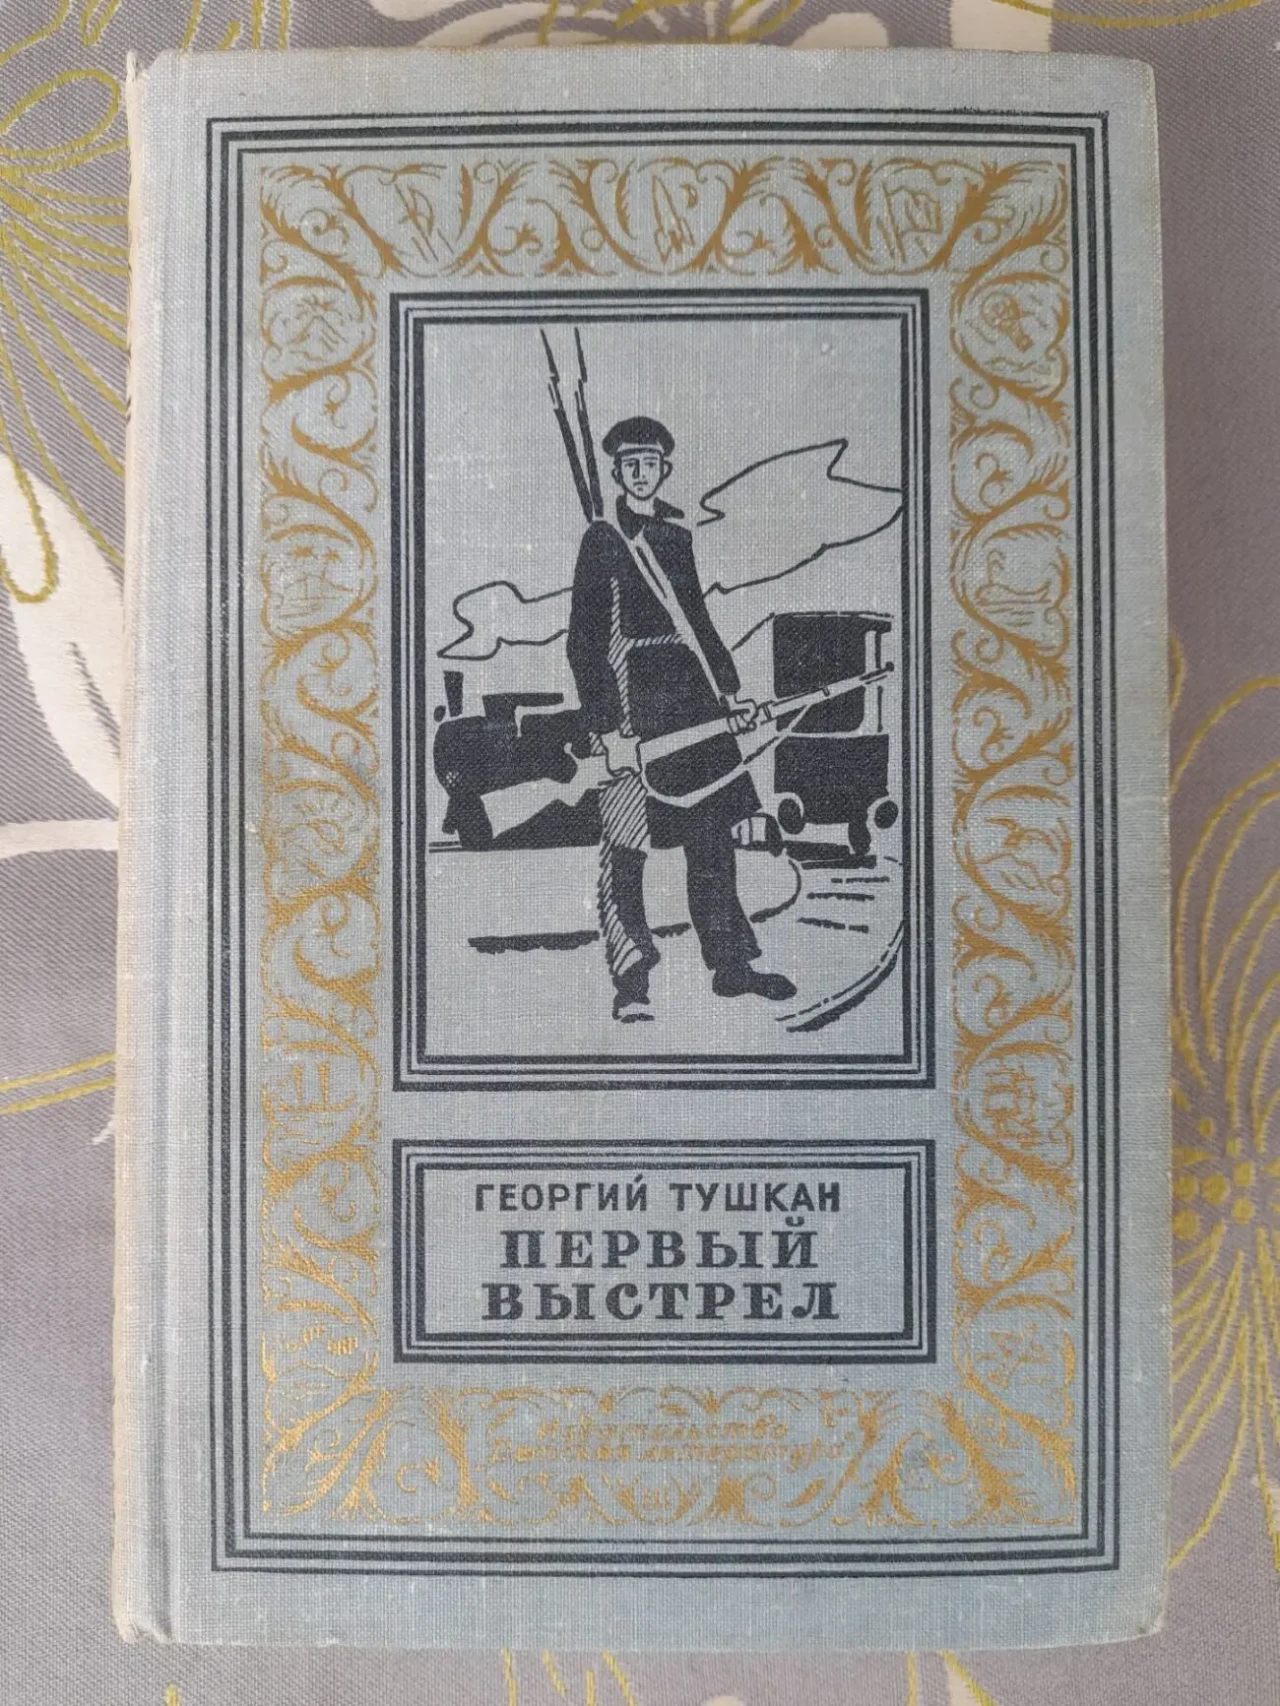 ГЕОРГИЙ ТУШКАН
ПЕРВЫЙ
ВЫСТРЕЛ
Издательство
Детская литература